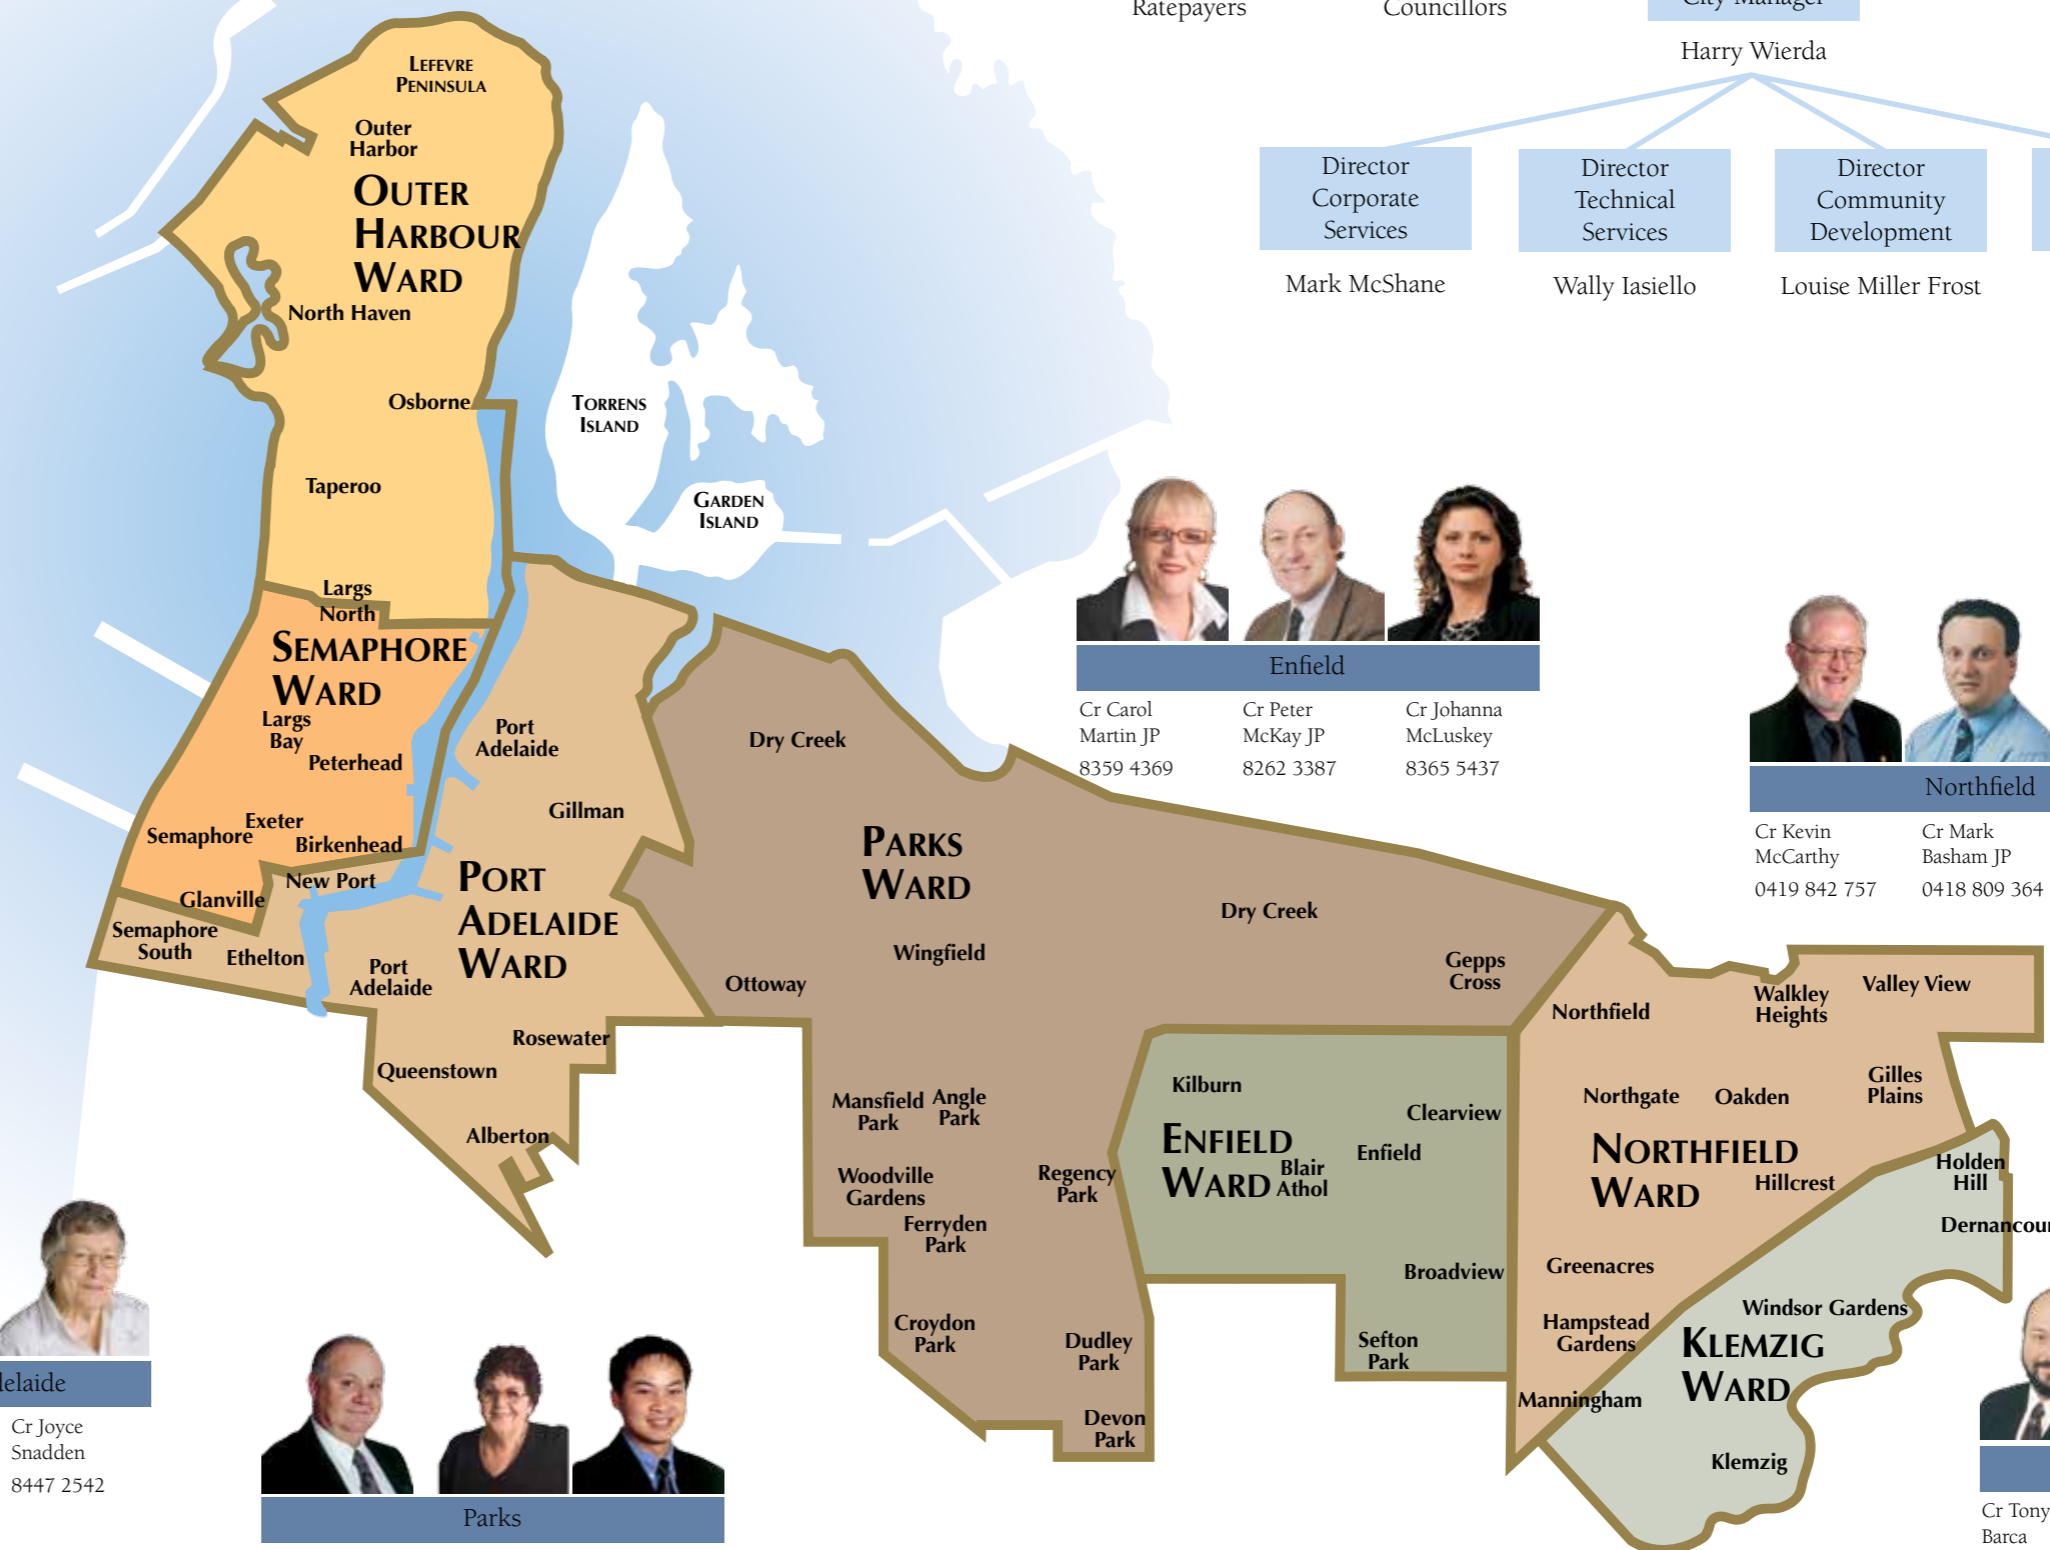 Ratepayers
Councillors
City Manager
Harry Wierda
Director
Corporate
Services
Mark McShane
Director
Technical
Services
Wally Iasiello
Director
Community
Development
Louise Miller Frost
LEFEVRE
PENINSULA
Outer
Harbor
OUTER
HARBOUR
WARD
North Haven
Osborne
Taperoo
Largs
North
TORRENS
ISLAND
GARDEN
ISLAND
SEMAPHORE
WARD
Largs
Bay
Peterhead
Exeter
Semaphore
Birkenhead
Glanville
New Port
Semaphore
South
Ethelton
Port
Adelaide
Gillman
PORT
ADELAIDE
WARD
Port
Adelaide
Rosewater
Queenstown
Alberton
Dry Creek
PARKS
WARD
Dry Creek
Wingfield
Ottoway
Gepps
Cross
Mansfield
Park
Angle
Park
Woodville
Gardens
Regency
Park
Ferryden
Park
Croydon
Park
Dudley
Park
Devon
Park
Kilburn
Clearview
ENFIELD
WARD
Enfield
Blair
Athol
Broadview
Sefton
Park
Northfield
Walkley
Heights
Valley View
Northgate
Oakden
Gilles
Plains
NORTHFIELD
WARD
Hillcrest
Greenacres
Hampstead
Gardens
Manningham
Holden
Hill
Dernancour
Windsor Gardens
KLEMZIG
WARD
Klemzig
Enfield
Cr Carol
Martin JP
8359 4369
Cr Peter
McKay JP
8262 3387
Cr Johanna
McLuskey
8365 5437
Northfield
Cr Kevin
McCarthy
0419 842 757
Cr Mark
Basham JP
0418 809 364
delaide
Cr Joyce
Snadden
8447 2542
Parks
Cr Tony
Barca